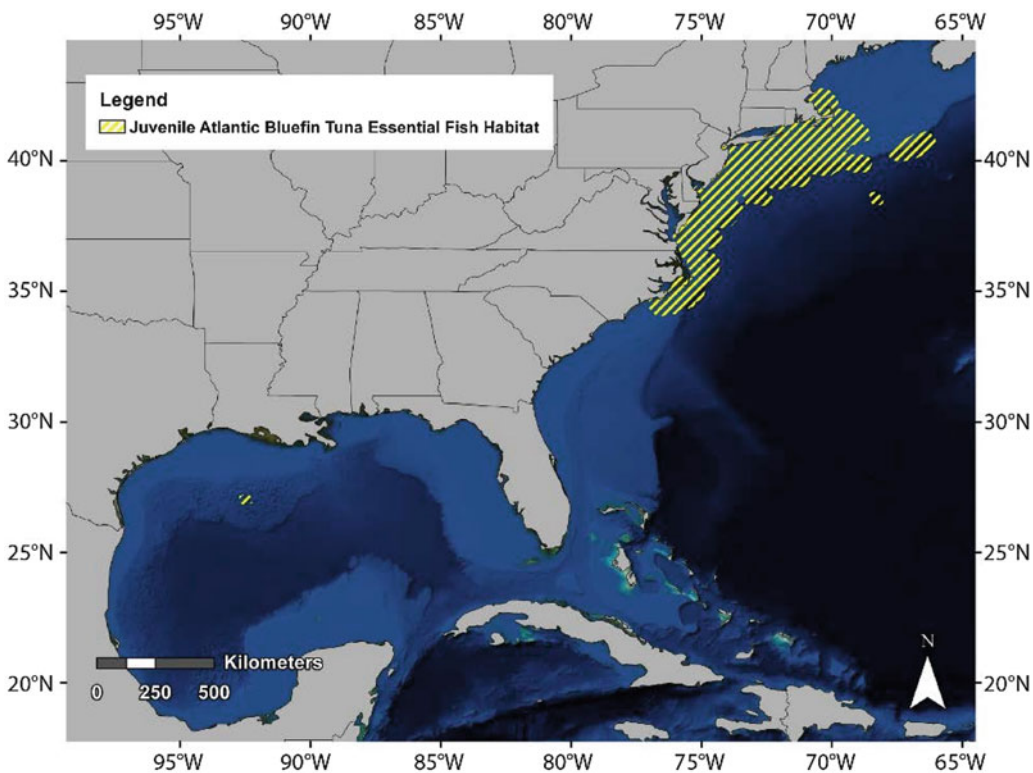 95°W 90°W 85°W 80°W 75°W 70°W 65°W
Legend
Juvenile Atlantic Bluefin Tuna Essential Fish Habitat
40°N 40°N
35°N 35°N
30°N 30°N
25°N 25°N
N
Kilometers
0 250 500
20°N 20°N
95°W 90°W 85°W 80°W 75°W 70°W 65°W